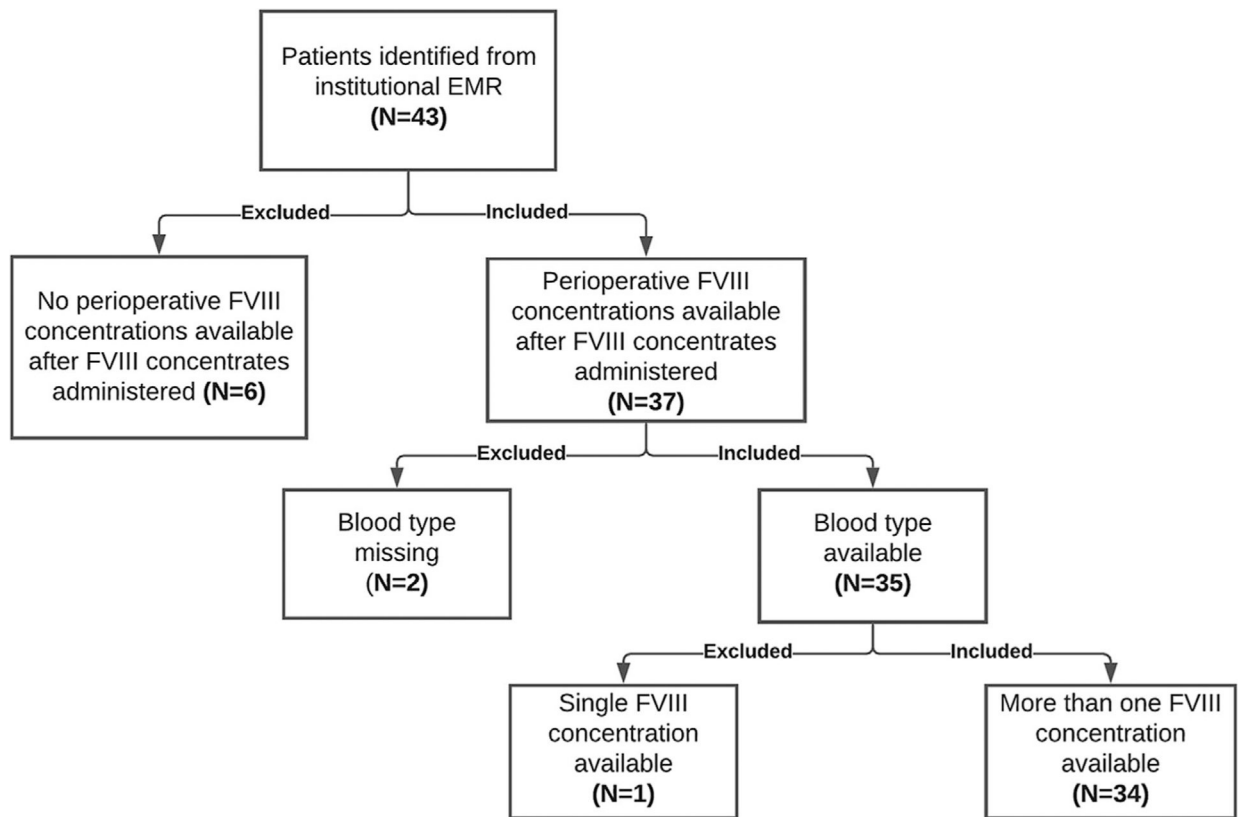 Patients identified from
institutional EMR
(N=43)
Excluded
Included
No perioperative FVIII
concentrations available
after FVIII concentrates
administered (N=6)
Perioperative FVIII
concentrations available
after FVIII concentrates
administered
(N=37)
Excluded
Included
Blood type
missing
(N=2)
Blood type
available
(N=35)
Excluded
Included
Single FVIII
concentration
available
(N=1)
More than one FVIII
concentration
available
(N=34)